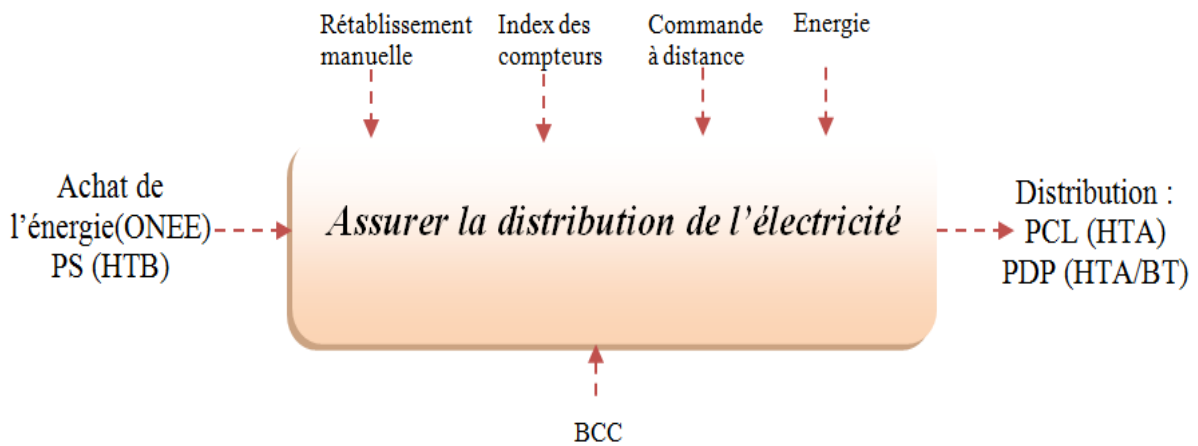 Rétablissement
manuelle
Index des
compteurs
Commande
à distance
Energie
Achat de
l'énergie(ONEE)
PS (HTB)
Assurer la distribution de l'électricité
Distribution :
PCL (HTA)
PDP (HTA/BT)
BCC